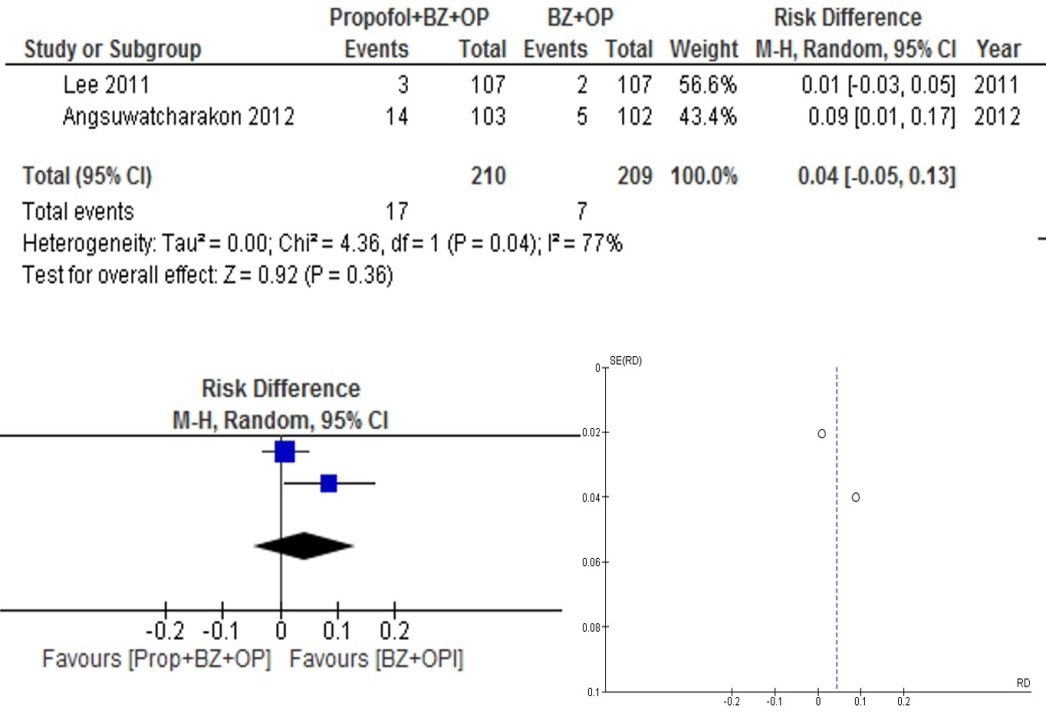 Propofol+BZ+OP BZ+OP Risk Difference
Study or Subgroup Events Total Events Total Weight M-H, Random, 95% CI Year
Lee 2011 3 107 2 107 56.6% 0.01 [-0.03, 0.05] 2011
Angsuwatcharakon 2012 14 103 5 102 43.4% 0.09 [0.01, 0.17] 2012
Total (95% CI) 210 209 100.0% 0.04 [-0.05, 0.13]
Total events 17 7
Heterogeneity: Tau² = 0.00; Chi² = 4.36, df = 1 (P = 0.04); I² = 77%
Test for overall effect: Z = 0.92 (P = 0.36)
Risk Difference
M-H, Random, 95% CI
-0.2 -0.1 0 0.1 0.2
Favours [Prop+BZ+OP] Favours [BZ+OPI]
SE(RD)
0
0.02
0.04
0.06
0.08
0.1
RD
-0.2 -0.1 0 0.1 0.2